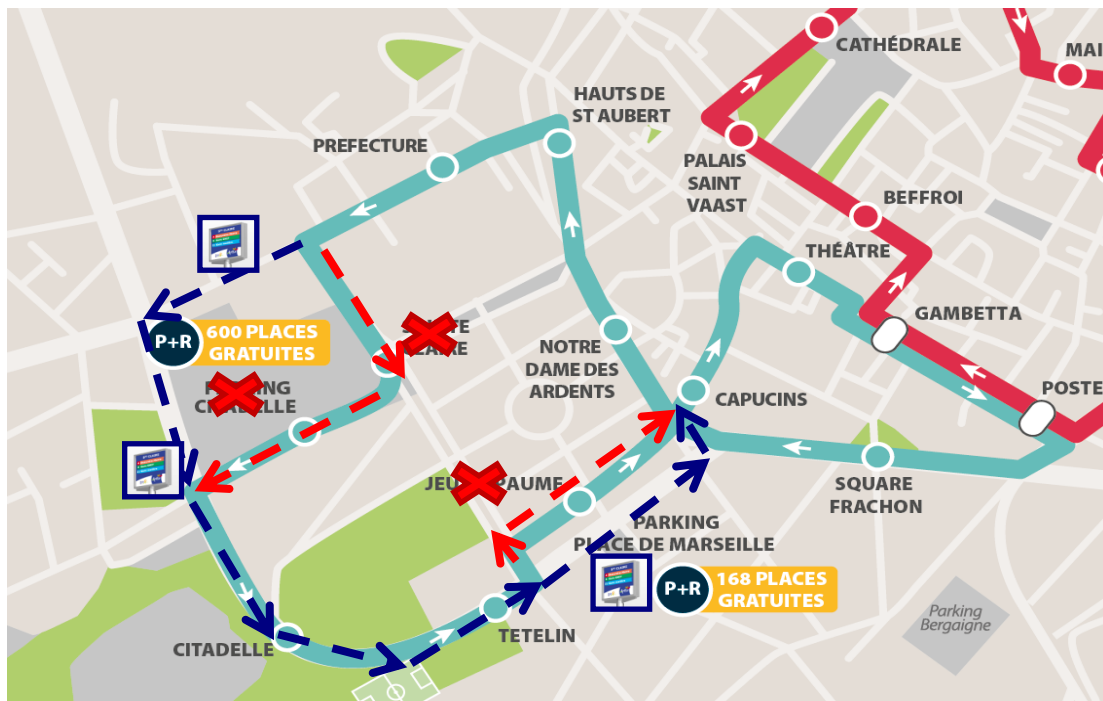 CATHÉDRALE
MAI
HAUTS DE
ST AUBERT
PREFECTURE
PALAIS
SAINT
VAAST
BEFFROI
THÉÂTRE
GAMBETTA
P+R
600 PLACES
GRATUITES
NOTRE
DAME DES
ARDENTS
CAPUCINS
POSTE
CITADELLE
SQUARE
FRACHON
PARKING
PLACE DE MARSEILLE
P+R
168 PLACES
GRATUITES
Parking
Bergaigne
TETELIN
CITADELLE